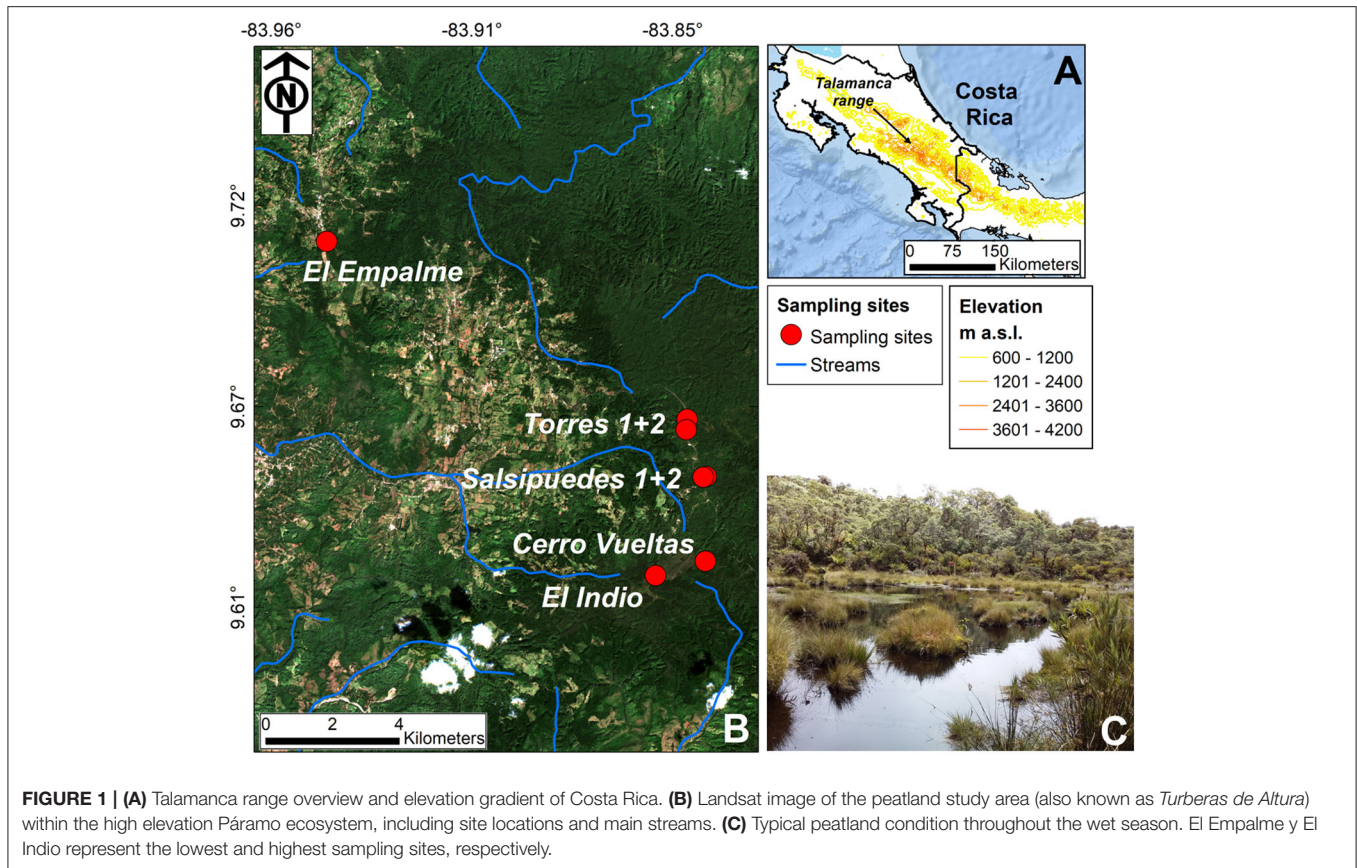 -83.96° -83.91° -83.85°
N
9.72°
9.67°
9.61°
El Empalme
Torres 1+2
Salsipuedes 1+2
Cerro Vueltas
El Indio
0 2 4
Kilometers
B
A
Talamanca
range
Costa
Rica
0 75 150
Kilometers
Sampling sites
Sampling sites
Streams
Elevation
m a.s.l.
600 - 1200
1201 - 2400
2401 - 3600
3601 - 4200
C
FIGURE 1 | (A) Talamanca range overview and elevation gradient of Costa Rica. (B) Landsat image of the peatland study area (also known as Turberas de Altura)
within the high elevation Páramo ecosystem, including site locations and main streams. (C) Typical peatland condition throughout the wet season. El Empalme y El
Indio represent the lowest and highest sampling sites, respectively.